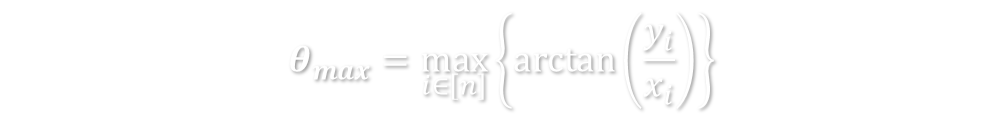 θ_max = max_{i∈[n]} {arctan(y_i/x_i)}